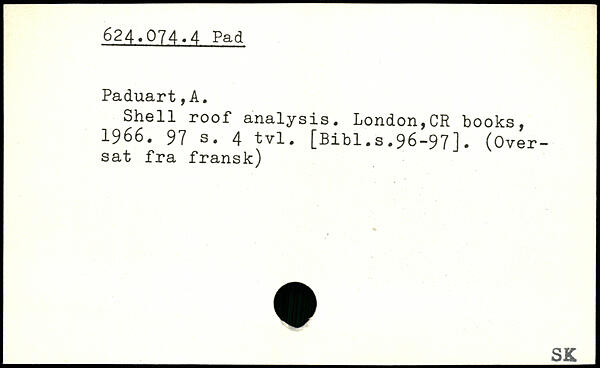 624.074.4 Pad
Paduart,A.
Shell roof analysis. London,CR books,
1966. 97 s. 4 tvl. [Bibl.s.96-97]. (Over-
sat fra fransk)
SK